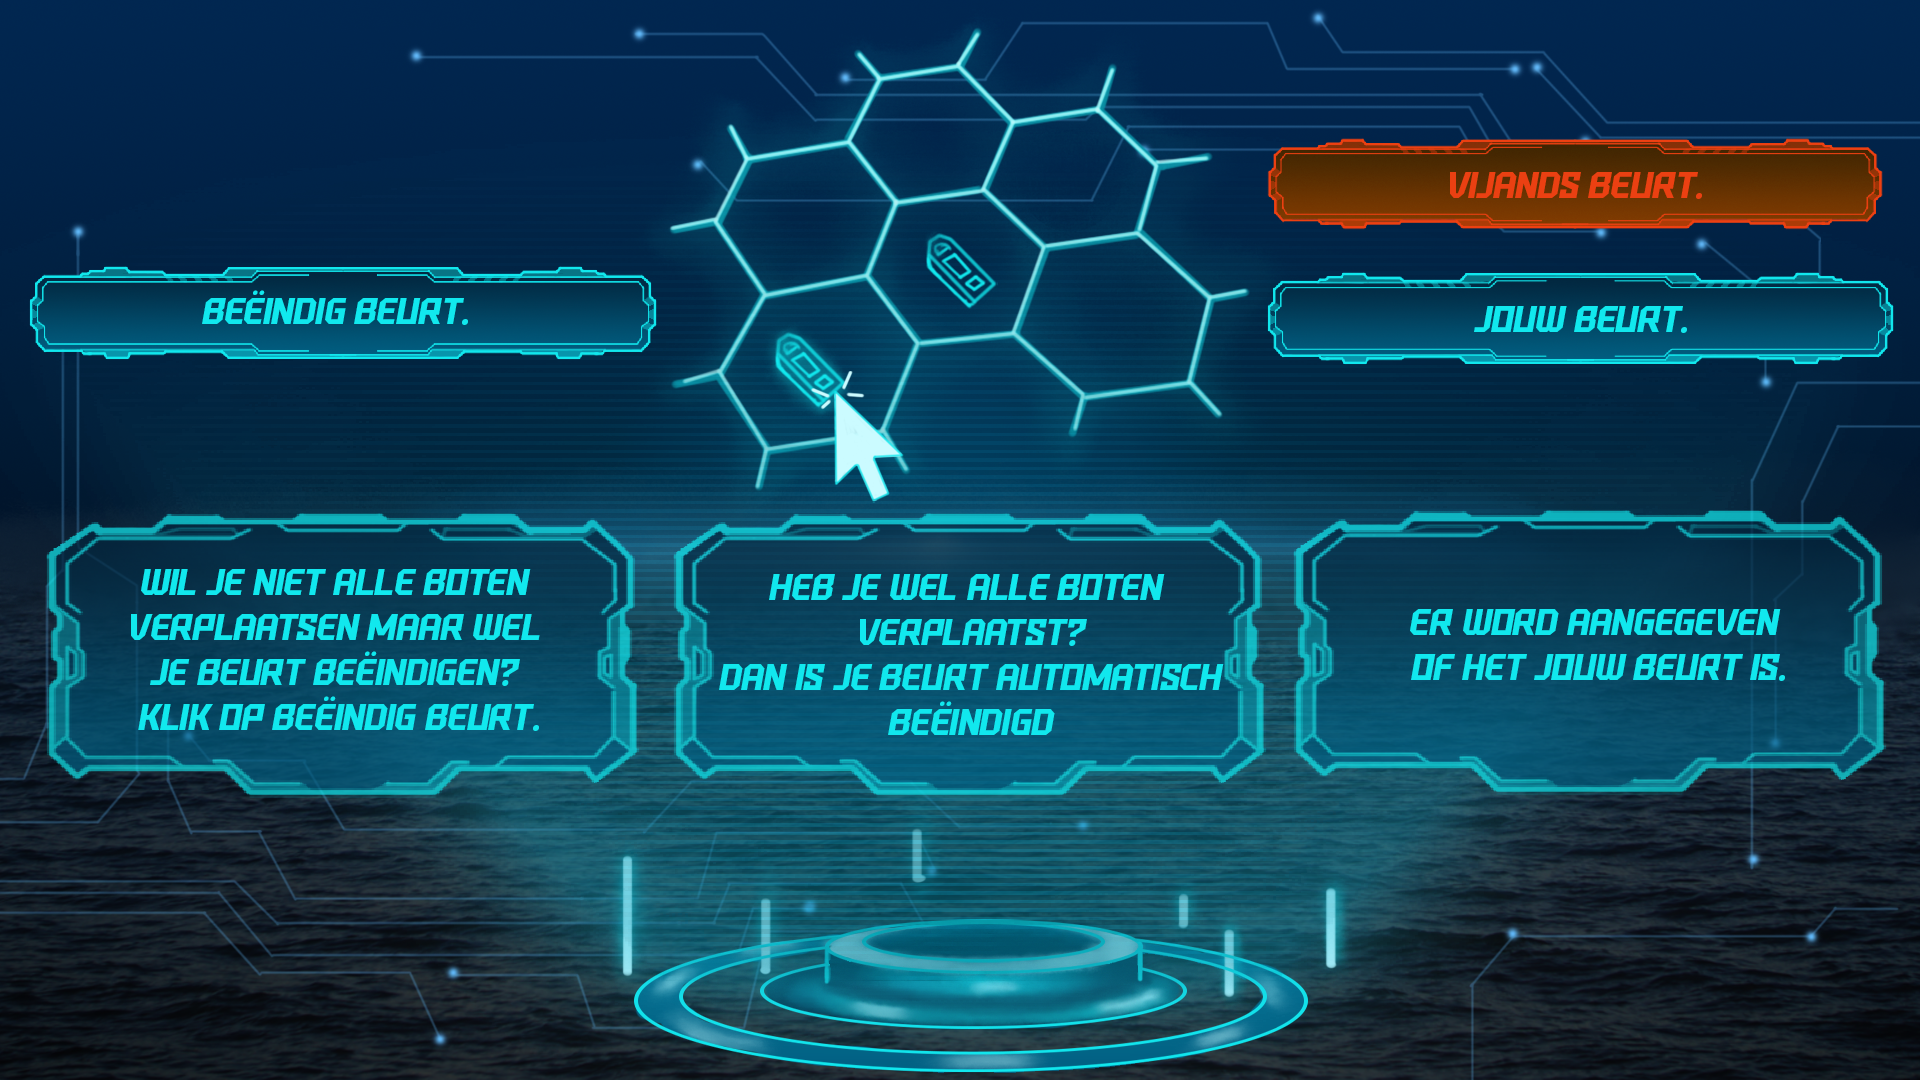 VIJANDS BEURT.
BEËINDIG BEURT.
JOUW BEURT.
WIL JE NIET ALLE BOTEN
VERPLAATSEN MAAR WEL
JE BEURT BEËINDIGEN?
KLIK OP BEËINDIG BEURT.
HEB JE WEL ALLE BOTEN
VERPLAATST?
DAN IS JE BEURT AUTOMATISCH
BEËINDIGD
ER WORD AANGEGEVEN
OF HET JOUW BEURT IS.